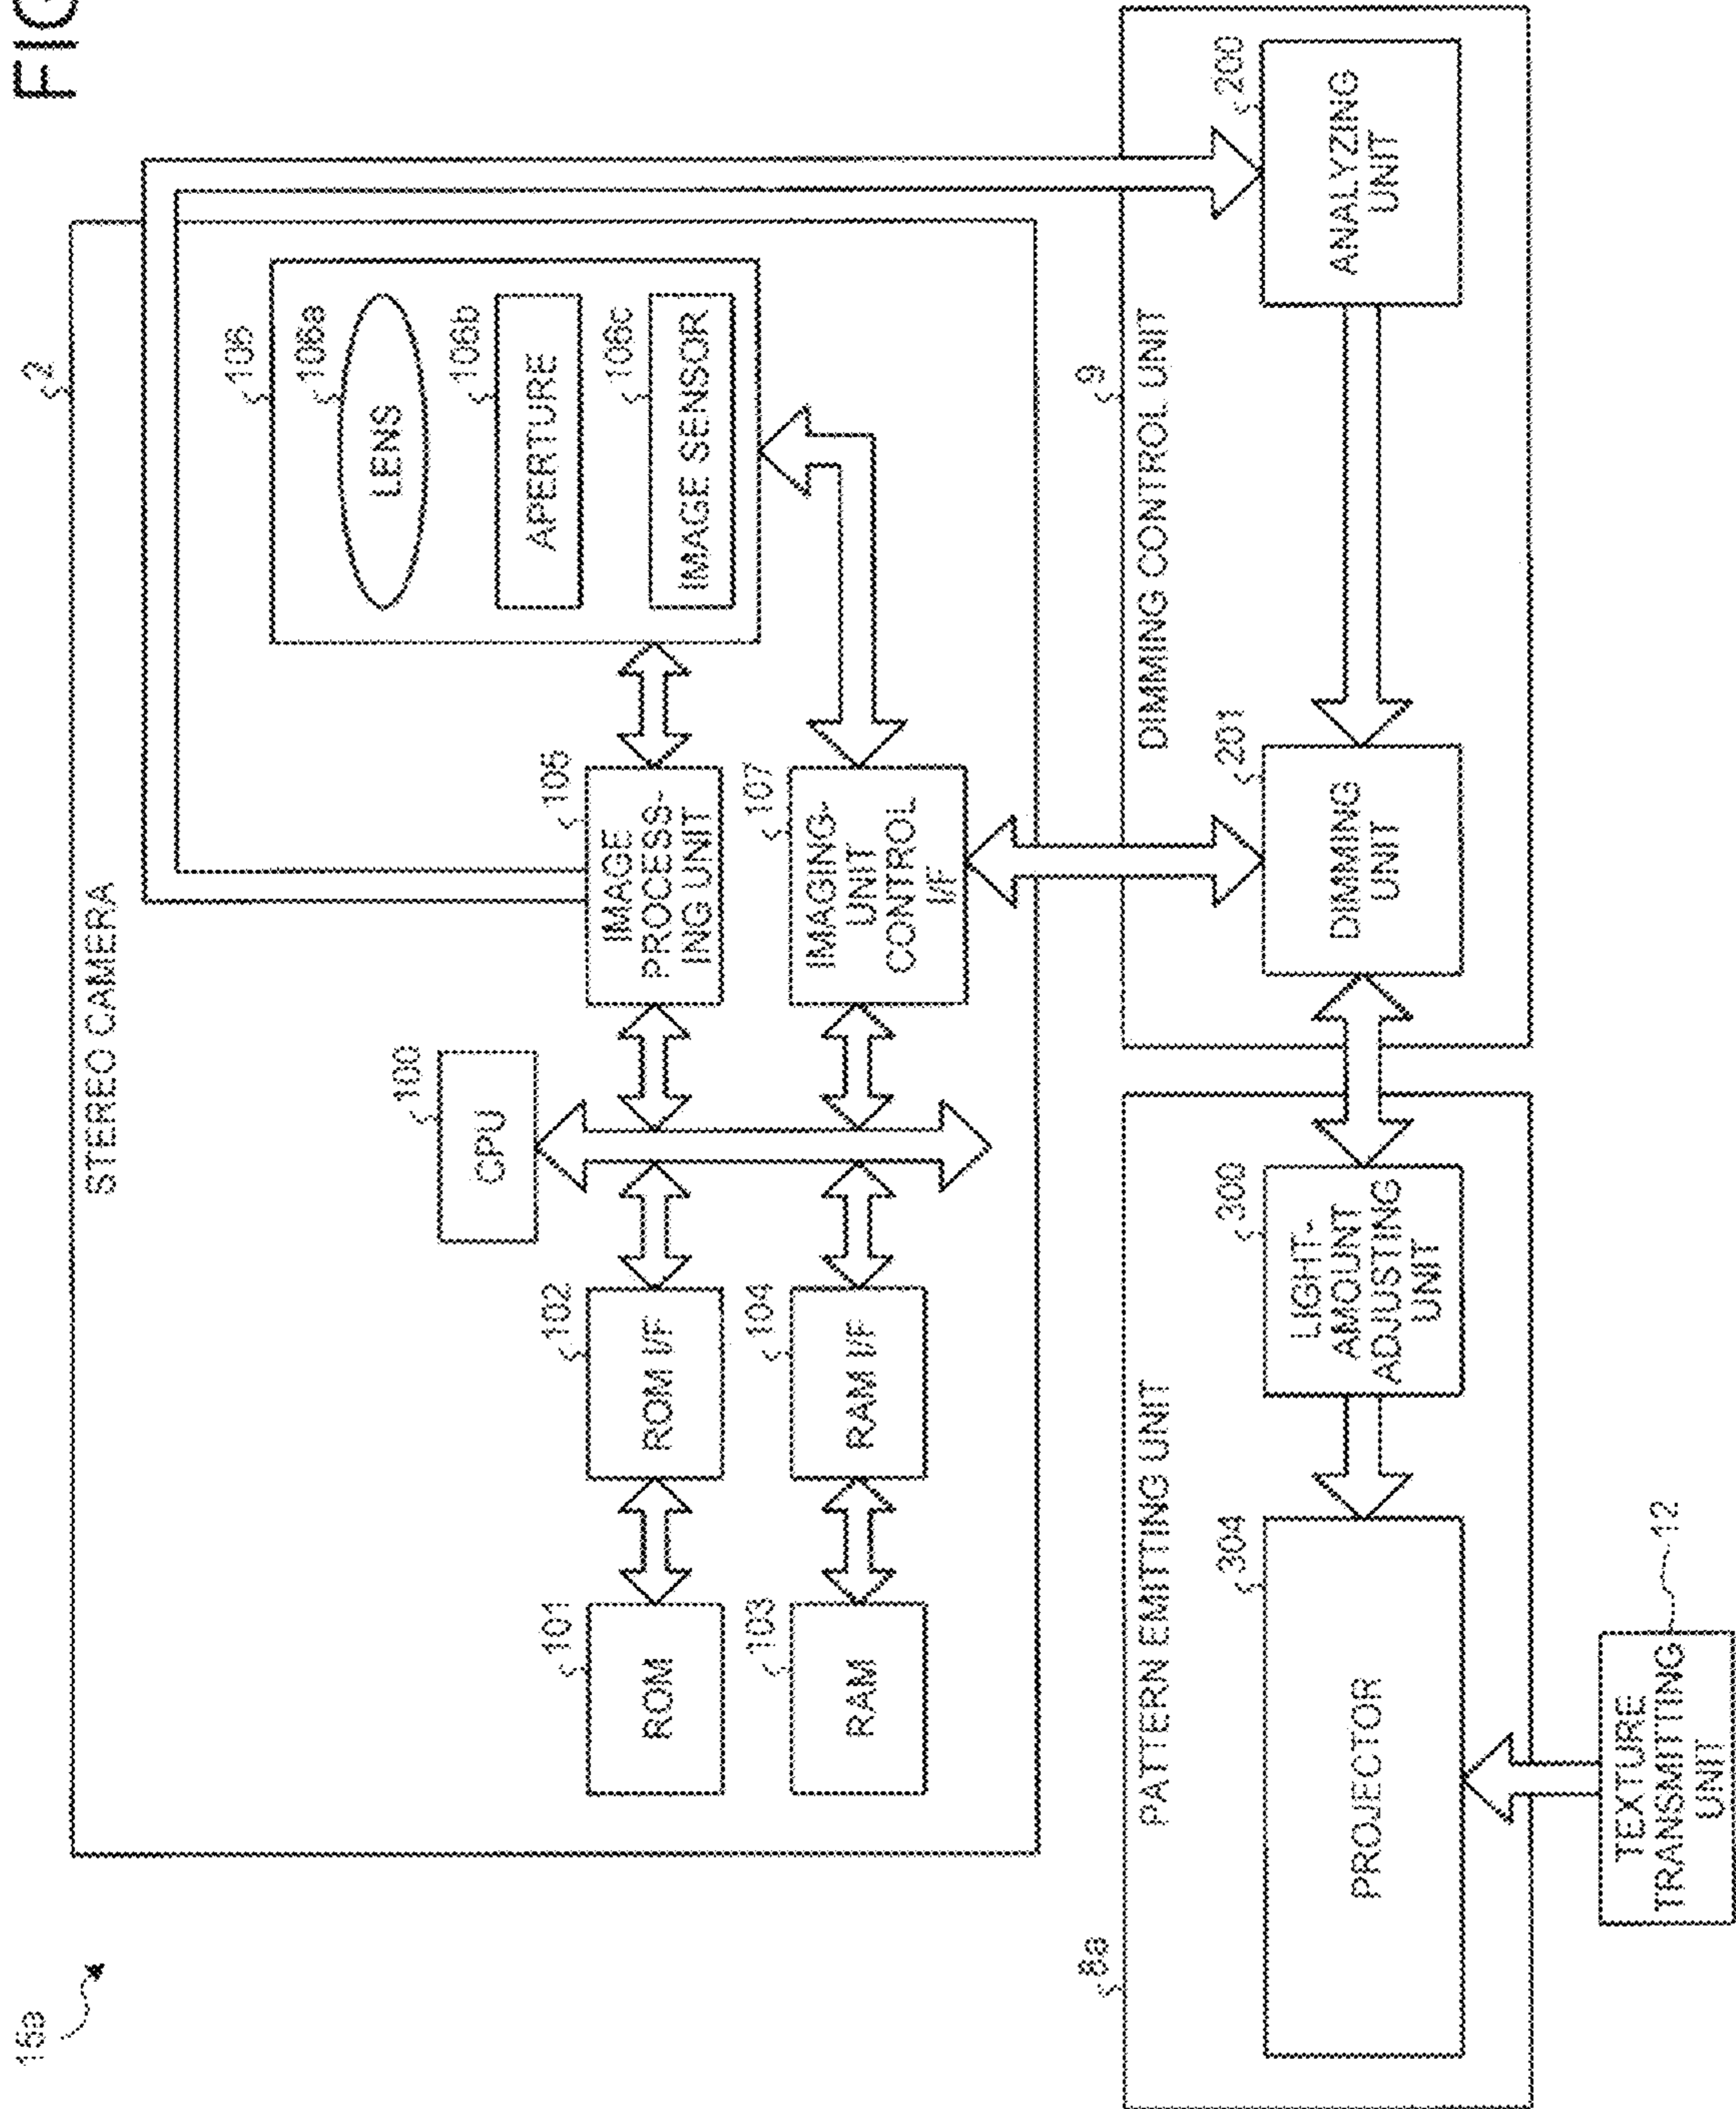 FIG
15a
2
STEREO CAMERA
100
CPU
106
106a
LENS
106b
APERTURE
106c
IMAGE SENSOR
101
ROM
102
ROM I/F
105
IMAGE
PROCESS-
ING UNIT
103
RAM
104
RAM I/F
107
IMAGING-
UNIT
CONTROL
I/F
8a
PATTERN EMITTING UNIT
304
PROJECTOR
300
LIGHT-
AMOUNT
ADJUSTING
UNIT
9
DIMMING CONTROL UNIT
201
DIMMING
UNIT
200
ANALYZING
UNIT
TEXTURE
TRANSMITTING
UNIT
12